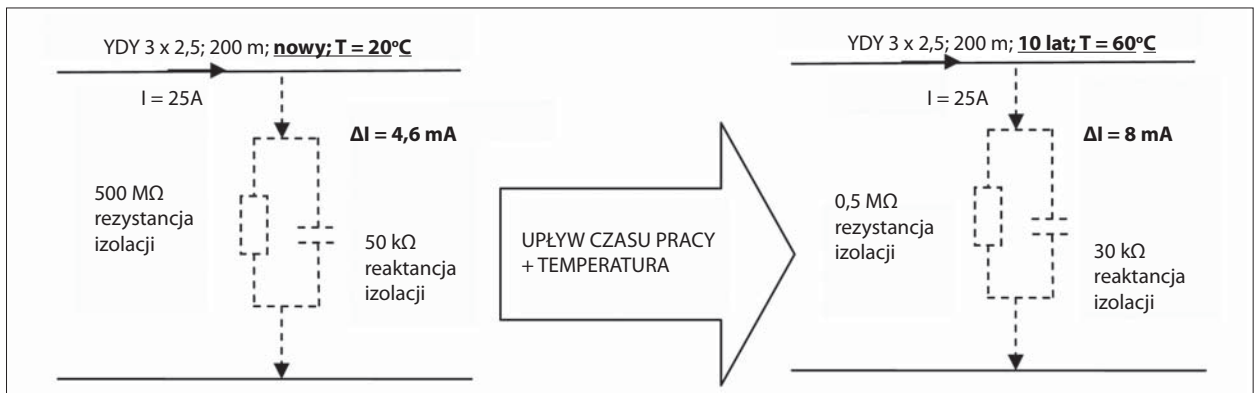 YDY 3 x 2,5; 200 m; nowy; T = 20°C
I = 25A
ΔI = 4,6 mA
500 MΩ
rezystancja
izolacji
50 kΩ
reaktancja
izolacji
UPŁYW CZASU PRACY
+ TEMPERATURA
YDY 3 x 2,5; 200 m; 10 lat; T = 60°C
I = 25A
ΔI = 8 mA
0,5 MΩ
rezystancja
izolacji
30 kΩ
reaktancja
izolacji